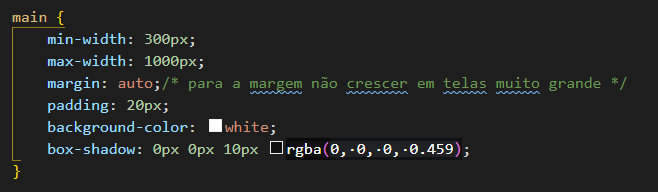 main {
min-width: 300px;
max-width: 1000px;
margin: auto;/* para a margem não crescer em telas muito grande */
padding: 20px;
background-color: white;
box-shadow: 0px 0px 10px rgba(0,·0,·0,·0.459);
}